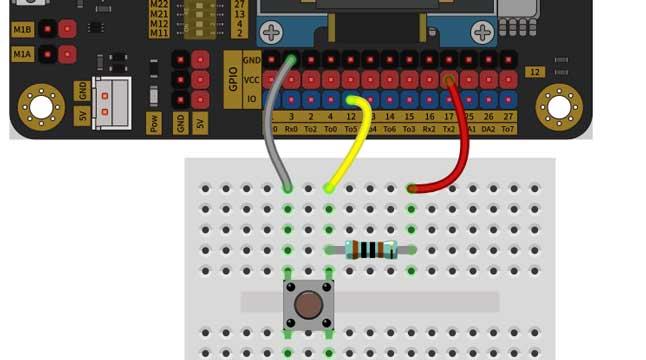 M22 27
M21 13
M12 4
M11 2
M1B
M1A
GPIO
GND
VCC
IO
12
GND
5V
Pow
GND
5V
0 3 2 4 12 13 14 15 16 17 25 26 27
0 Rx0 To2 To0 To5 To4 To6 To3 Rx2 Tx2 DA1 DA2 To7